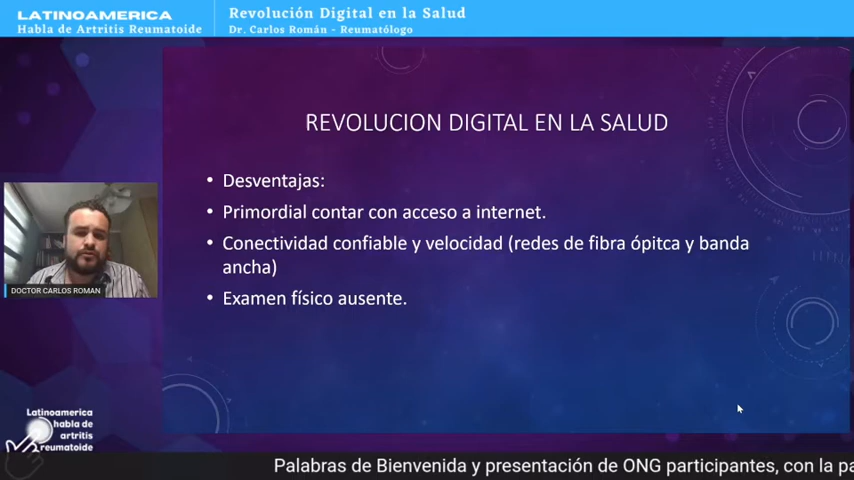 LATINOAMERICA
Habla de Artritis Reumatoide
Revolución Digital en la Salud
Dr. Carlos Román - Reumatólogo
REVOLUCION DIGITAL EN LA SALUD
• Desventajas:
• Primordial contar con acceso a internet.
• Conectividad confiable y velocidad (redes de fibra ópitca y banda
ancha)
• Examen físico ausente.
DOCTOR CARLOS ROMAN
Latinoamerica
habla de
artritis
reumatoide
Palabras de Bienvenida y presentación de ONG participantes, con la pa